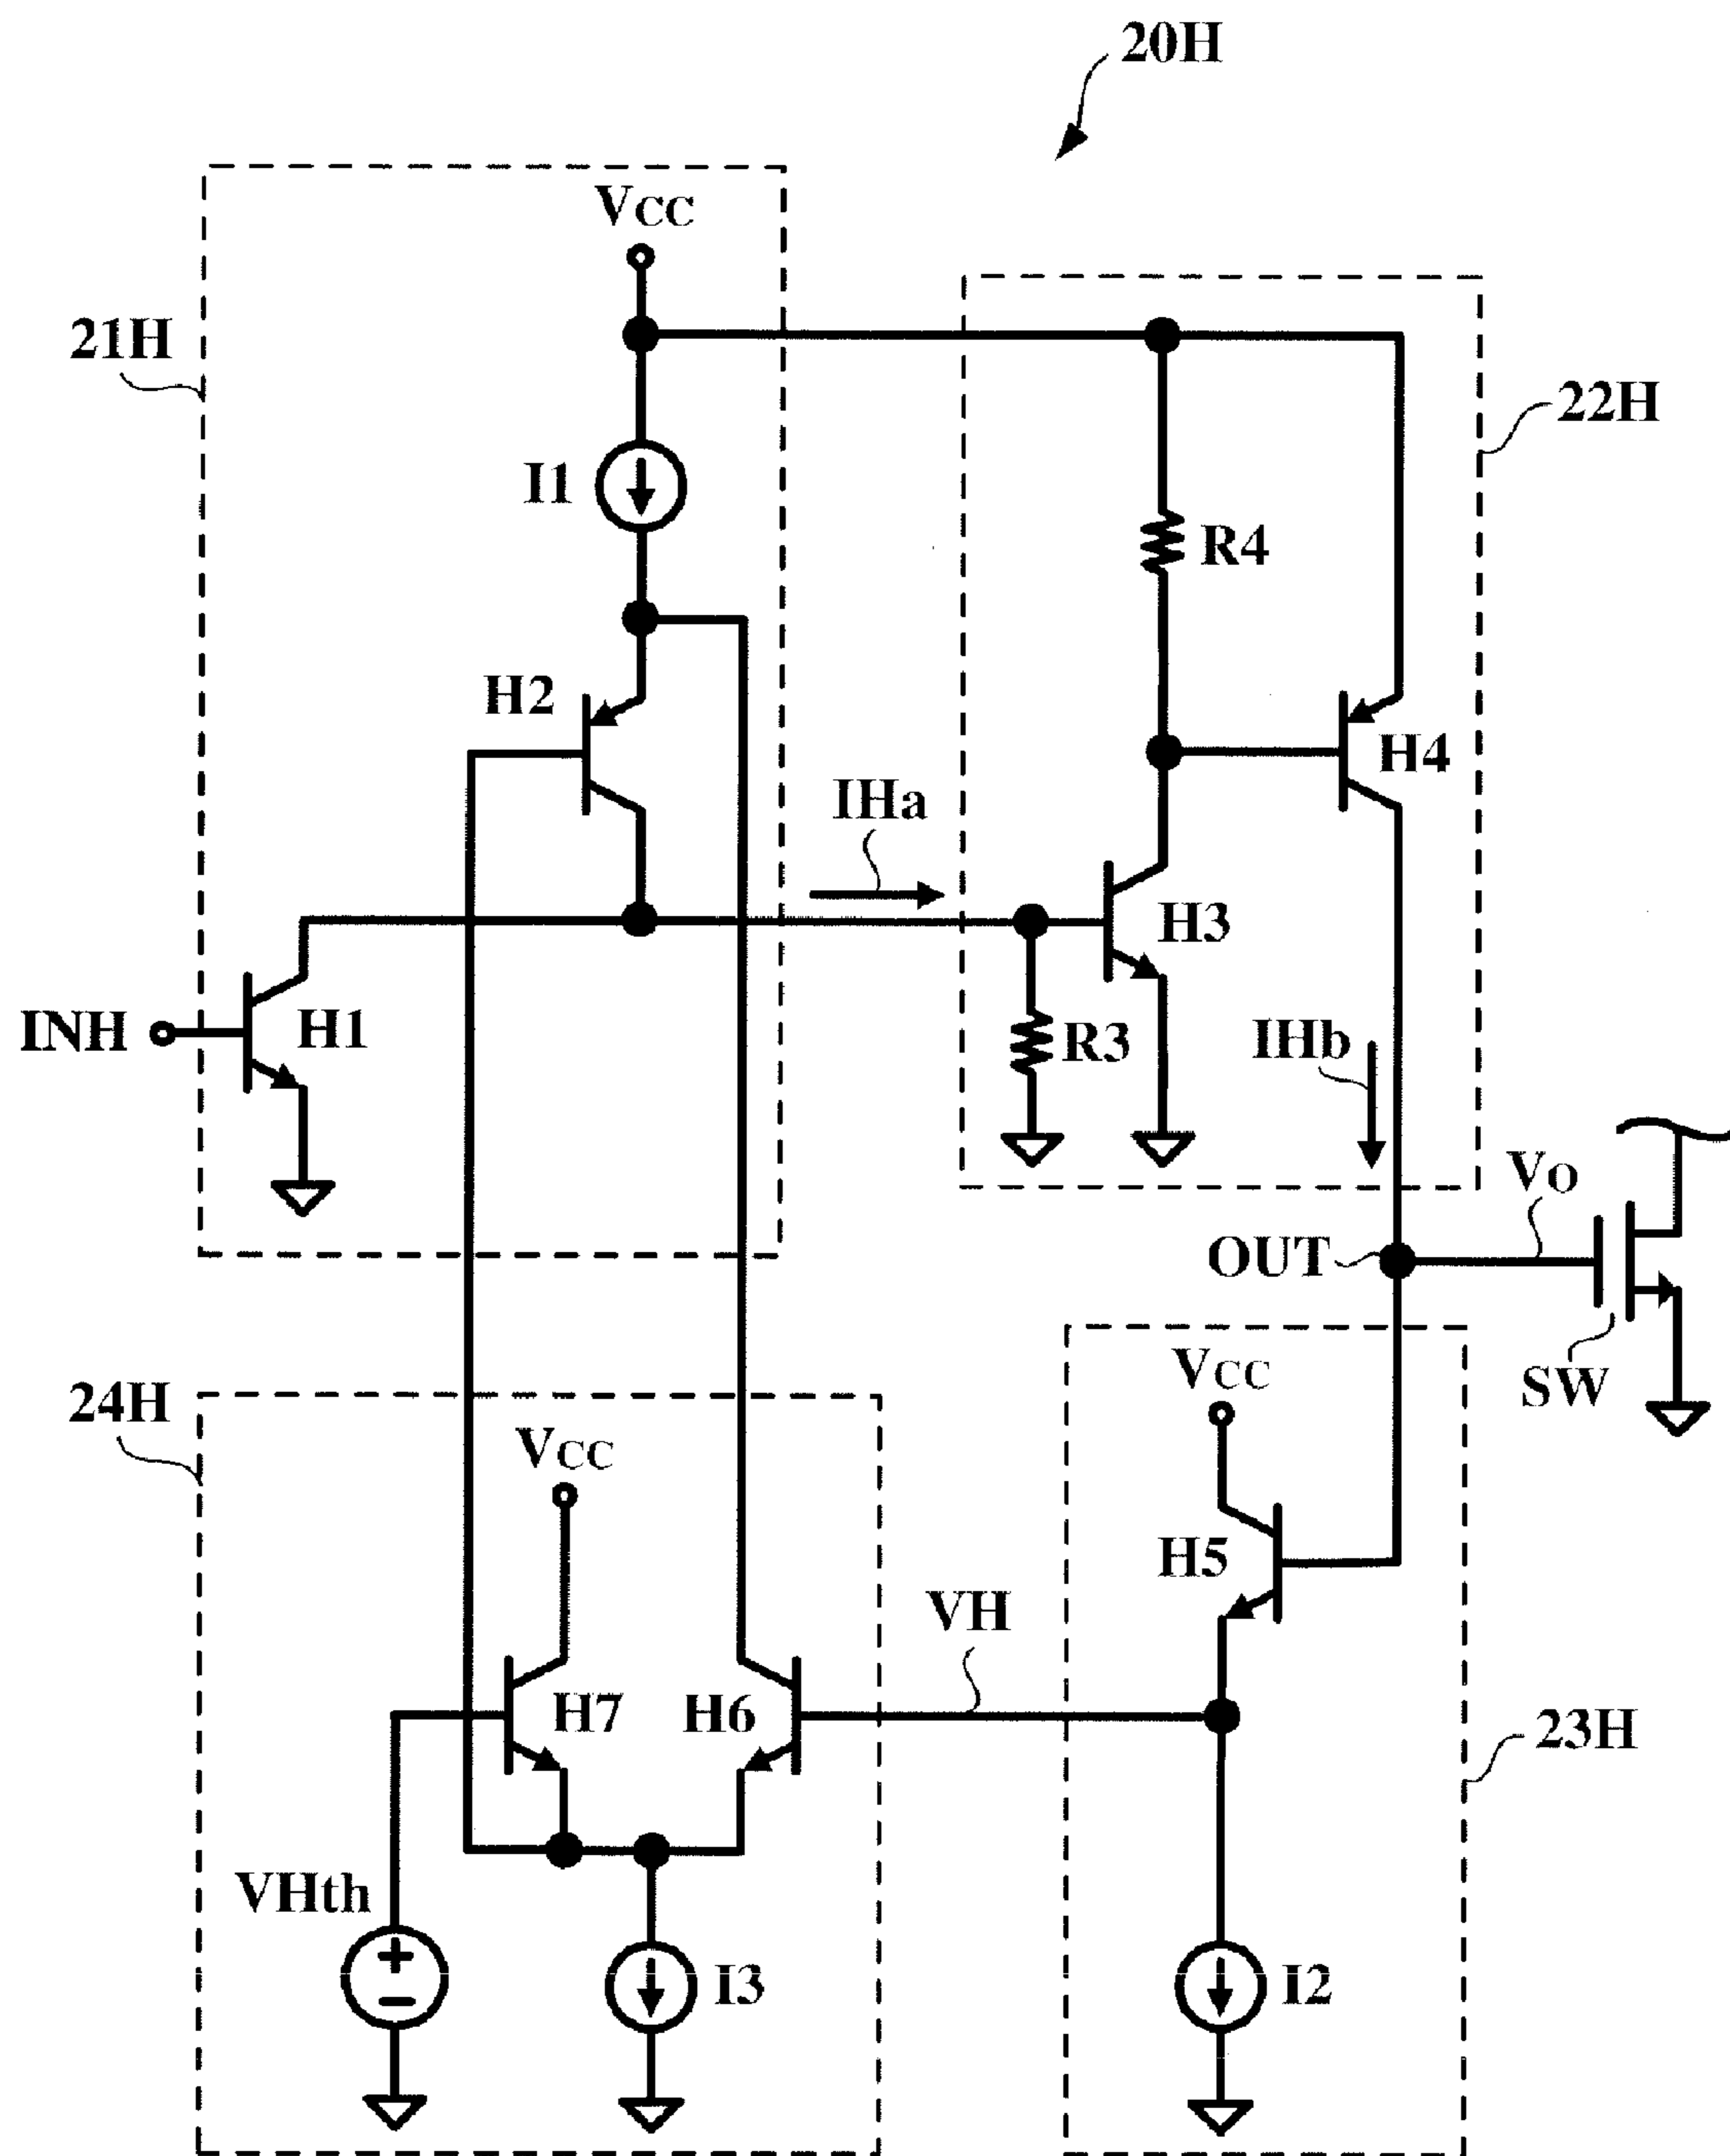 20H
VCC
21H
22H
I1
R4
H2
H4
IHa
H3
INH
H1
R3
IHb
VO
OUT
SW
24H
VCC
VCC
H5
VH
H7
H6
23H
VHth
I3
I2